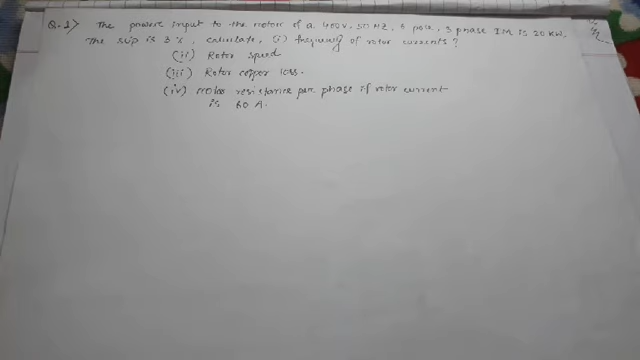 Q.1) The powere input to the rotor of a 400V, 50 HZ, 6 pole, 3 phase IM is 20 KW.
The slip is 3 %, calculate, (i) frequency of rotor currents ?
(ii) Rotor speed
(iii) Rotor copper loss.
(iv) rotor resistance per phase if rotor current
is 60 A.